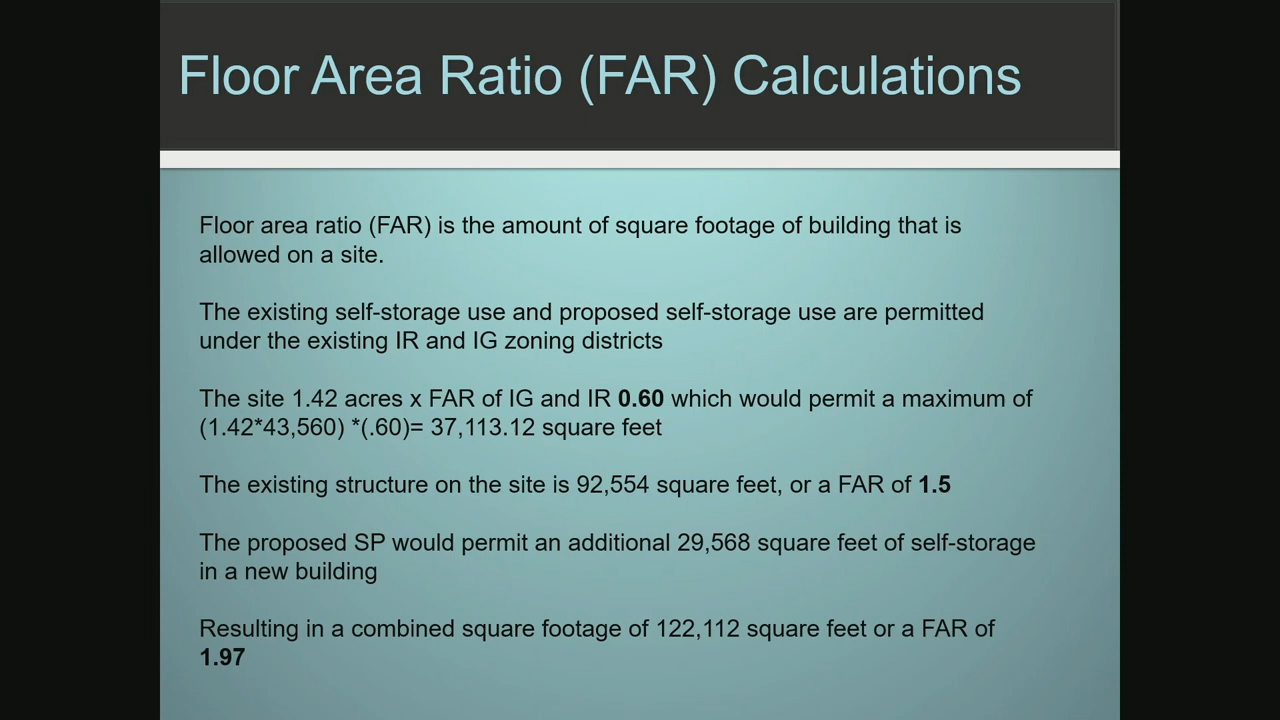 Floor Area Ratio (FAR) Calculations
Floor area ratio (FAR) is the amount of square footage of building that is
allowed on a site.
The existing self-storage use and proposed self-storage use are permitted
under the existing IR and IG zoning districts
The site 1.42 acres x FAR of IG and IR 0.60 which would permit a maximum of
(1.42*43,560) *(.60)= 37,113.12 square feet
The existing structure on the site is 92,554 square feet, or a FAR of 1.5
The proposed SP would permit an additional 29,568 square feet of self-storage
in a new building
Resulting in a combined square footage of 122,112 square feet or a FAR of
1.97